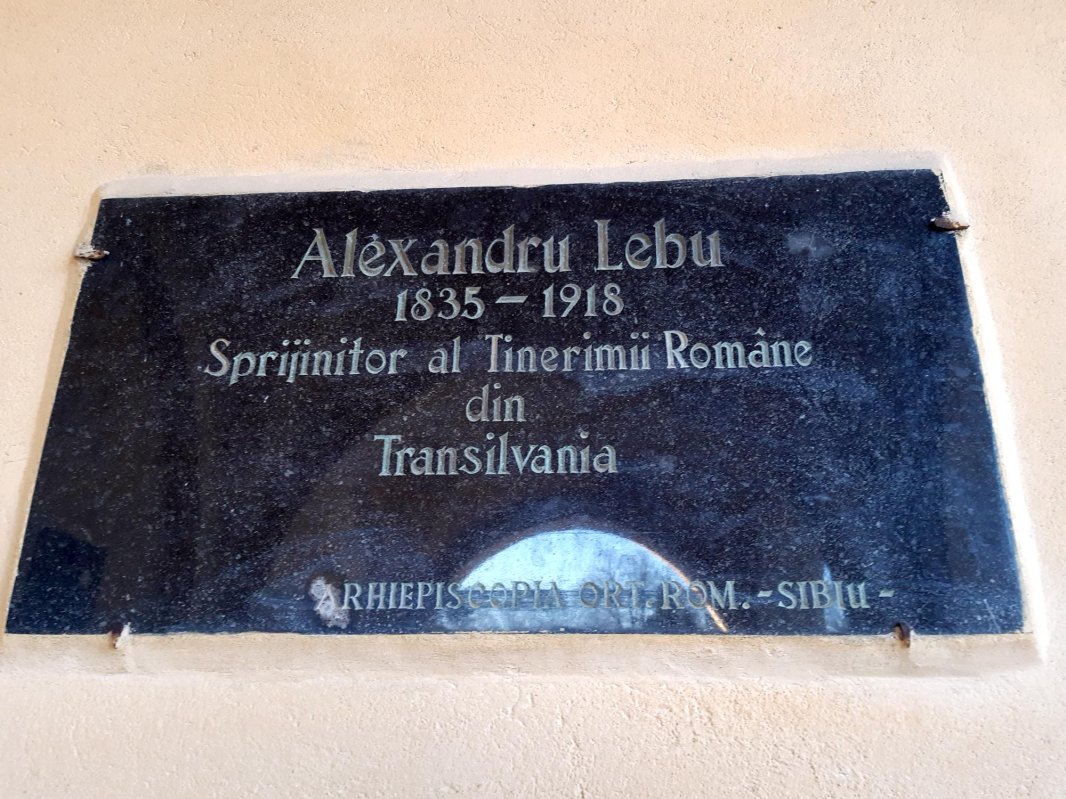 Alexandru Lebu
1835 – 1918
Sprijinitor al Tinerimii Române
din
Transilvania
ARHIEPISCOPIA ORT. ROM. - SIBIU -